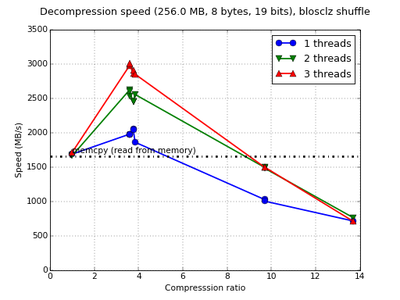 Decompression speed (256.0 MB, 8 bytes, 19 bits), blosclz shuffle
3500
3000
2500
2000
1500
1000
500
0
Speed (MB/s)
1 threads
2 threads
3 threads
memcpy (read from memory)
0 2 4 6 8 10 12 14
Compresssion ratio